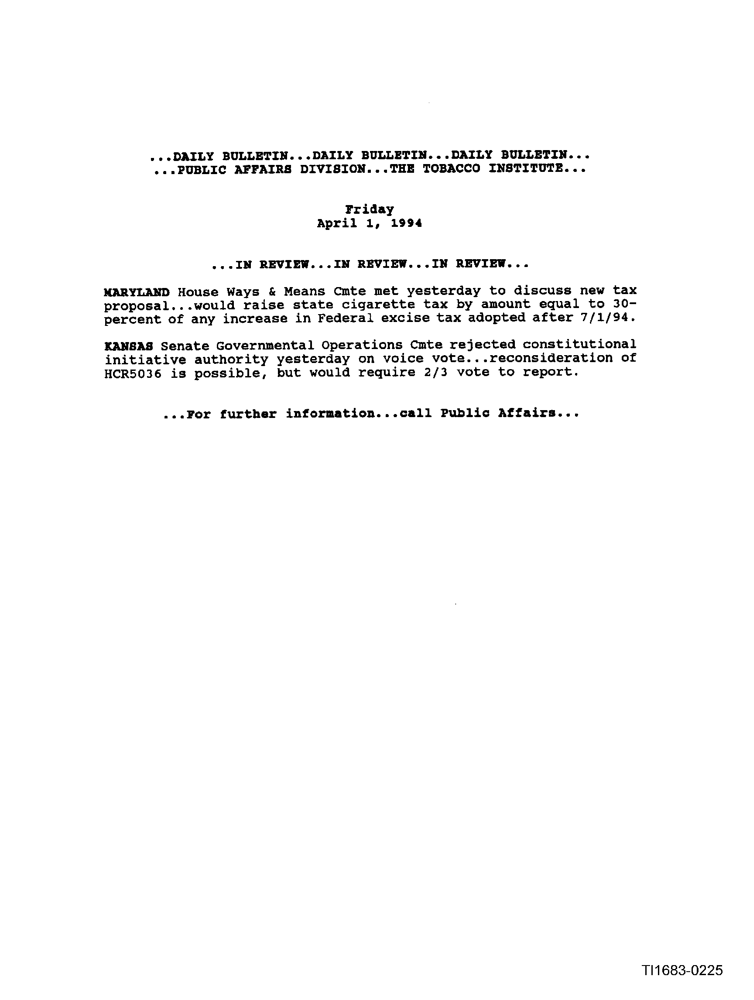 ...DAILY BULLETIN...DAILY BULLETIN...DAILY BULLETIN...
...PUBLIC AFFAIRS DIVISION...THE TOBACCO INSTITUTE...
Friday
April 1, 1994
...IN REVIEW...IN REVIEW...IN REVIEW...
MARYLAND House Ways & Means Cmte met yesterday to discuss new tax
proposal...would raise state cigarette tax by amount equal to 30-
percent of any increase in Federal excise tax adopted after 7/1/94.
KANSAS Senate Governmental Operations Cmte rejected constitutional
initiative authority yesterday on voice vote...reconsideration of
HCR5036 is possible, but would require 2/3 vote to report.
...For further information...call Public Affairs...
TI1683-0225